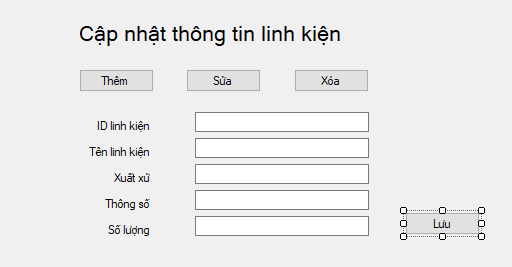 Cập nhật thông tin linh kiện
Thêm Sửa Xóa
ID linh kiện
Tên linh kiện
Xuất xứ
Thông số
Số lượng
Lưu